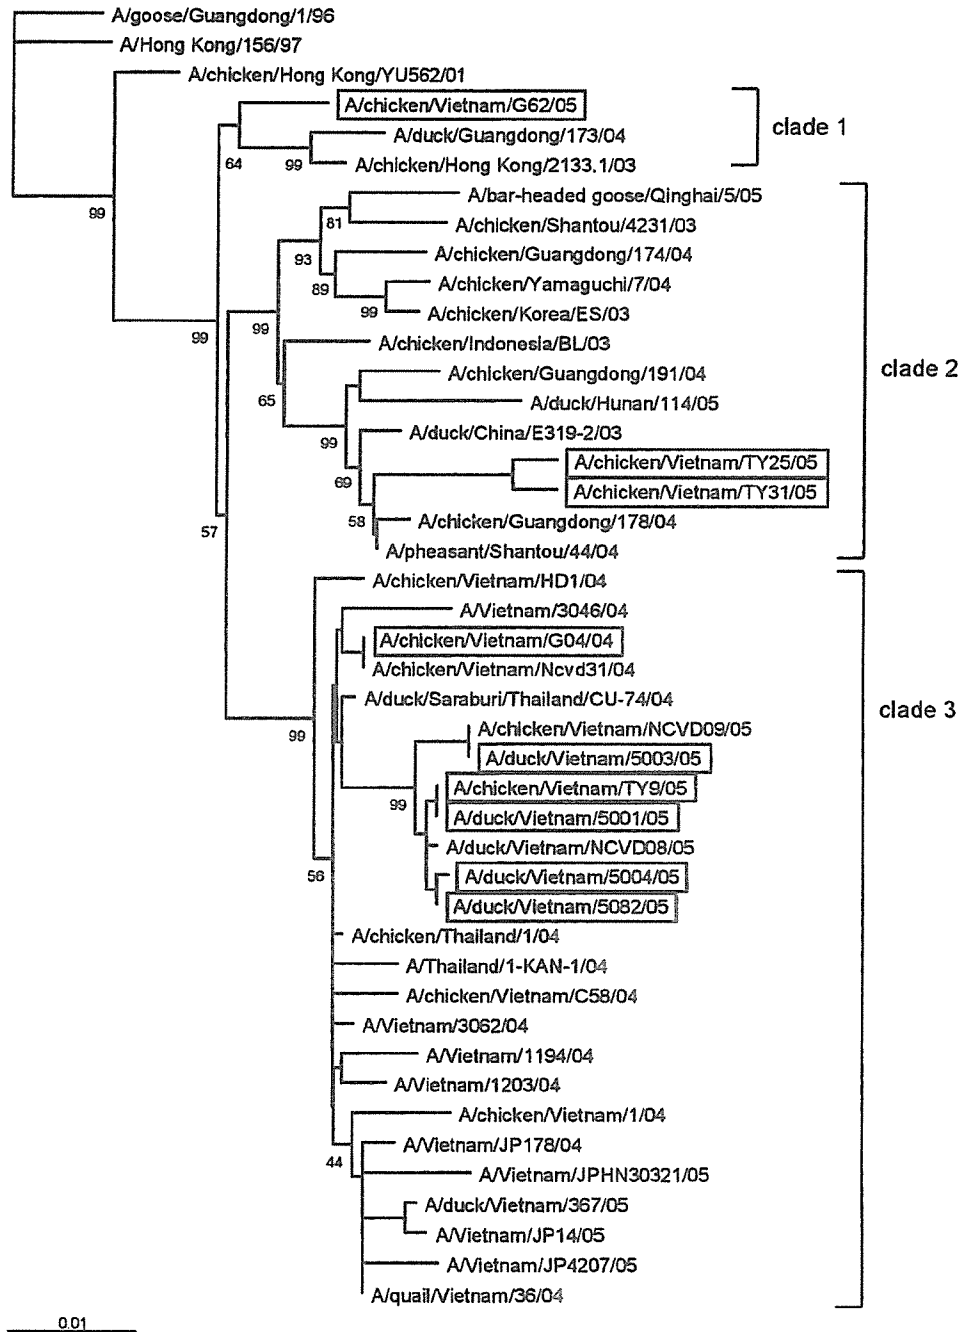 A/goose/Guangdong/1/96
A/Hong Kong/156/97
A/chicken/Hong Kong/YU562/01
A/chicken/Vietnam/G62/05
clade 1
A/duck/Guangdong/173/04
64
99
A/chicken/Hong Kong/2133.1/03
A/bar-headed goose/Qinghai/5/05
99
81
A/chicken/Shantou/4231/03
A/chicken/Guangdong/174/04
93
A/chicken/Yamaguchi/7/04
89
99
A/chicken/Korea/ES/03
99
99
A/chicken/Indonesia/BL/03
clade 2
A/chicken/Guangdong/191/04
65
A/duck/Hunan/114/05
A/duck/China/E319-2/03
99
A/chicken/Vietnam/TY25/05
69
A/chicken/Vietnam/TY31/05
58
A/chicken/Guangdong/178/04
57
A/pheasant/Shantou/44/04
A/chicken/Vietnam/HD1/04
A/Vietnam/3046/04
A/chicken/Vietnam/G04/04
A/chicken/Vietnam/Ncvd31/04
A/duck/Saraburi/Thailand/CU-74/04
clade 3
A/chicken/Vietnam/NCVD09/05
99
A/duck/Vietnam/5003/05
A/chicken/Vietnam/TY9/05
99
A/duck/Vietnam/5001/05
A/duck/Vietnam/NCVD08/05
56
A/duck/Vietnam/5004/05
A/duck/Vietnam/5082/05
A/chicken/Thailand/1/04
A/Thailand/1-KAN-1/04
A/chicken/Vietnam/C58/04
A/Vietnam/3062/04
A/Vietnam/1194/04
A/Vietnam/1203/04
A/chicken/Vietnam/1/04
A/Vietnam/JP178/04
44
A/Vietnam/JPHN30321/05
A/duck/Vietnam/367/05
A/Vietnam/JP14/05
A/Vietnam/JP4207/05
A/quail/Vietnam/36/04
0.01